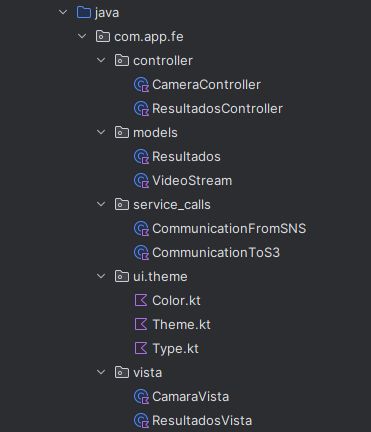 java
com.app.fe
controller
CameraController
ResultadosController
models
Resultados
VideoStream
service_calls
CommunicationFromSNS
CommunicationToS3
ui.theme
Color.kt
Theme.kt
Type.kt
vista
CamaraVista
ResultadosVista